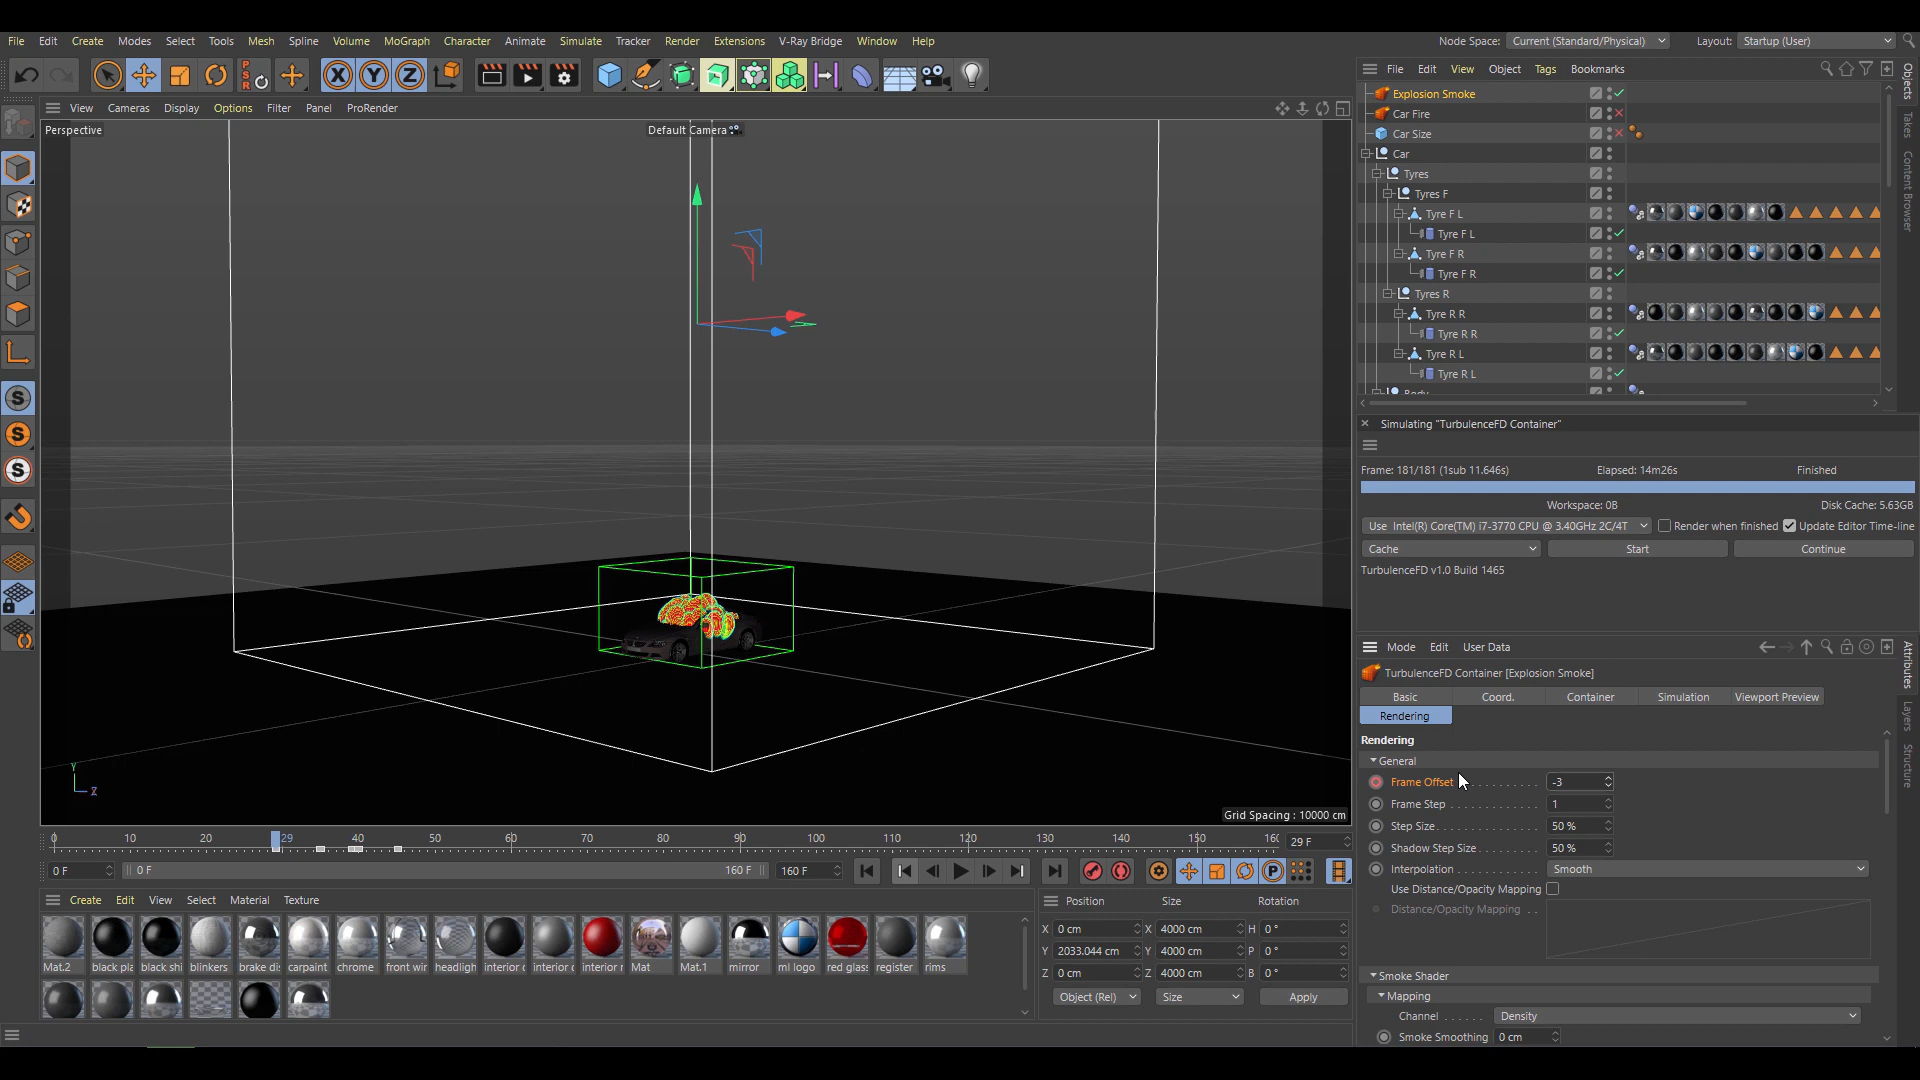 File Edit Create Modes Select Tools Mesh Spline Volume MoGraph Character Animate Simulate Tracker Render Extensions V-Ray Bridge Window Help
Node Space: Current (Standard/Physical) Layout: Startup (User)
File Edit View Object Tags Bookmarks
View Cameras Display Options Filter Panel ProRender
Perspective
Default Camera
Explosion Smoke
Car Fire
Car Size
Car
Tyres
Tyres F
Tyre F L
Tyre F L
Tyre F R
Tyre F R
Tyres R
Tyre R R
Tyre R R
Tyre R L
Tyre R L
Objects
Takes
Content Browser
Simulating "TurbulenceFD Container"
Frame: 181/181 (1sub 11.646s) Elapsed: 14m26s Finished
Workspace: 0B Disk Cache: 5.63GB
Use Intel(R) Core(TM) i7-3770 CPU @ 3.40GHz 2C/4T Render when finished Update Editor Time-line
Cache Start Continue
TurbulenceFD v1.0 Build 1465
Mode Edit User Data
TurbulenceFD Container [Explosion Smoke]
Basic Coord. Container Simulation Viewport Preview
Rendering
Rendering
General
Frame Offset -3
Frame Step 1
Step Size 50 %
Shadow Step Size 50 %
Interpolation Smooth
Use Distance/Opacity Mapping
Distance/Opacity Mapping
Smoke Shader
Mapping
Channel Density
Smoke Smoothing 0 cm
Attributes
Layers
Structure
Y
Z
Grid Spacing : 10000 cm
0 10 20 29 40 50 60 70 80 90 100 110 120 130 140 150 29 F
0 F 0 F 160 F 160 F
Create Edit View Select Material Texture
Mat.2 black pla black shi blinkers brake dis carpaint chrome front wir headligh interior c interior c interior r Mat Mat.1 mirror ml logo red glass register rims
Position Size Rotation
X 0 cm X 4000 cm H 0 °
Y 2033.044 cm Y 4000 cm P 0 °
Z 0 cm Z 4000 cm B 0 °
Object (Rel) Size Apply